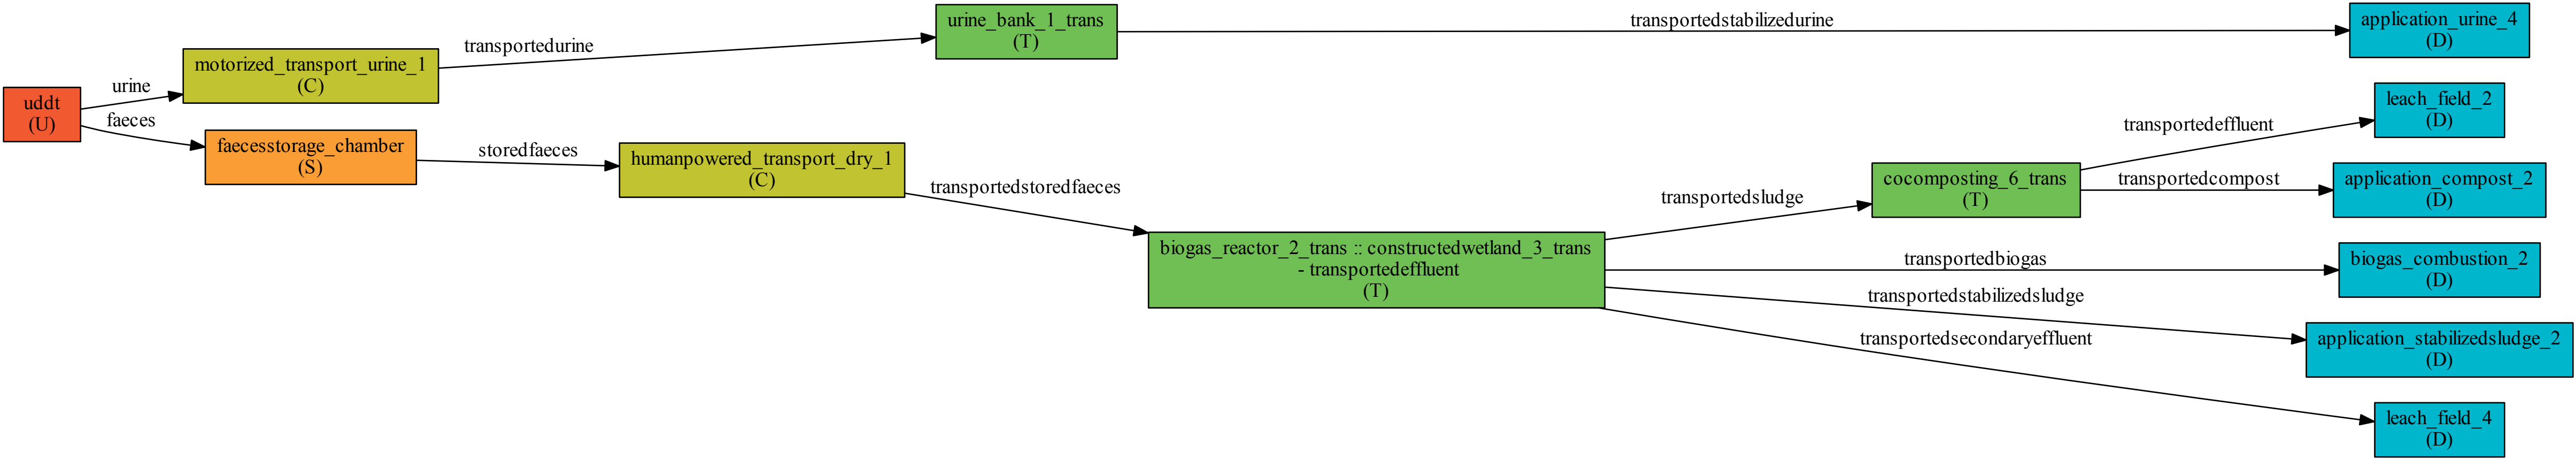 uddt
(U)
urine
faeces
motorized_transport_urine_1
(C)
faecesstorage_chamber
(S)
transportedurine
storedfaeces
humanpowered_transport_dry_1
(C)
urine_bank_1_trans
(T)
transportedstoredfaeces
biogas_reactor_2_trans :: constructedwetland_3_trans
- transportedeffluent
(T)
transportedstabilizedurine
transportedsludge
cocomposting_6_trans
(T)
transportedbiogas
transportedstabilizedsludge
transportedsecondaryeffluent
transportedeffluent
transportedcompost
application_urine_4
(D)
leach_field_2
(D)
application_compost_2
(D)
biogas_combustion_2
(D)
application_stabilizedsludge_2
(D)
leach_field_4
(D)